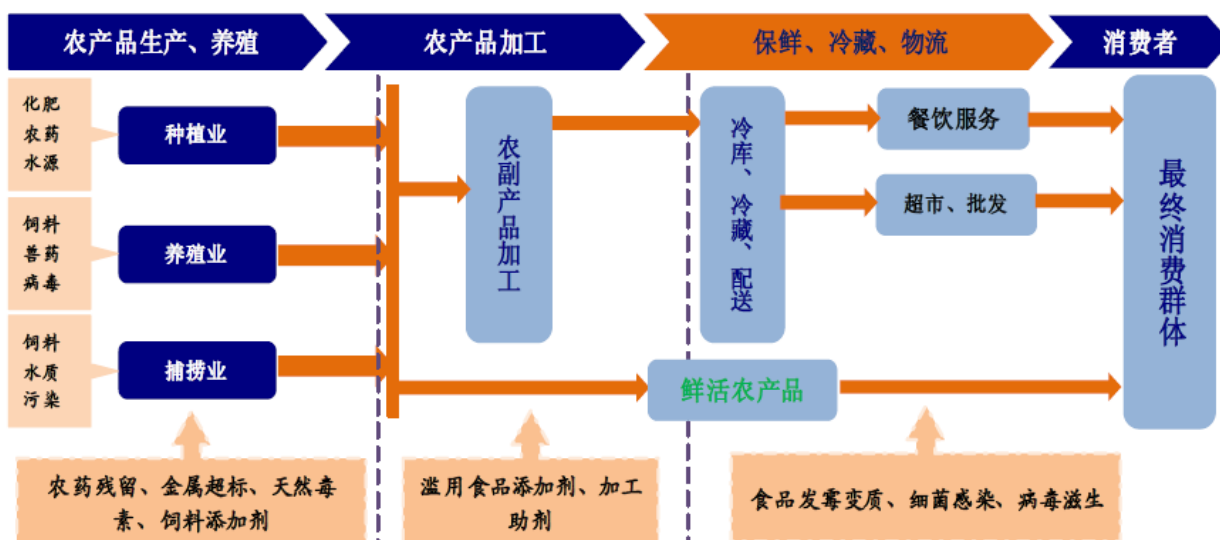 农产品生产、养殖
农产品加工
保鲜、冷藏、物流
消费者
化肥
农药
水源
种植业
饲料
兽药
病毒
养殖业
饲料
水质
污染
捕捞业
农副产品加工
冷库、冷藏、配送
餐饮服务
超市、批发
鲜活农产品
最终消费群体
农药残留、金属超标、天然毒
素、饲料添加剂
滥用食品添加剂、加工
助剂
食品发霉变质、细菌感染、病毒滋生